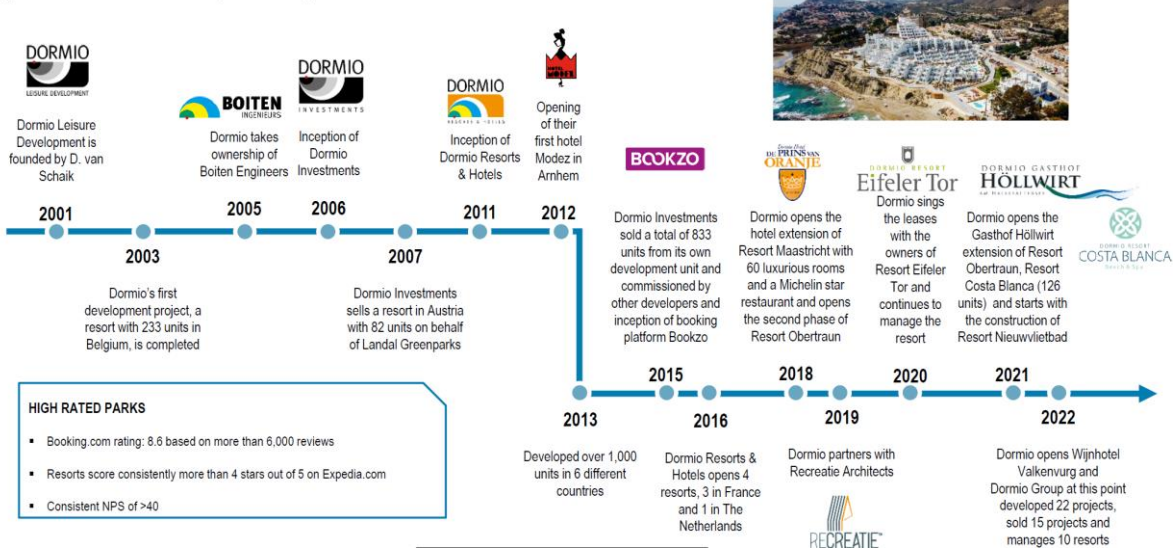 DORMIO
LEISURE DEVELOPMENT
Dormio Leisure
Development is
founded by D. van
Schaik
2001
2003
Dormio's first
development project, a
resort with 233 units in
Belgium, is completed
BOITEN
INGENIEURS
Dormio takes
ownership of
Boiten Engineers
2005
DORMIO
INVESTMENTS
Inception of
Dormio
Investments
2006
2007
Dormio Investments
sells a resort in Austria
with 82 units on behalf
of Landal Greenparks
DORMIO
RESORTS & HOTELS
Inception of
Dormio Resorts
& Hotels
2011
HOTEL
MODEZ
Opening
of their
first hotel
Modez in
Arnhem
2012
2013
Developed over 1,000
units in 6 different
countries
BOOKZO
Dormio Investments
sold a total of 833
units from its own
development unit and
commissioned by
other developers and
inception of booking
platform Bookzo
2015
2016
Dormio Resorts &
Hotels opens 4
resorts, 3 in France
and 1 in The
Netherlands
Dormio Hotel
DE PRINS VAN
ORANJE
Dormio opens the
hotel extension of
Resort Maastricht with
60 luxurious rooms
and a Michelin star
restaurant and opens
the second phase of
Resort Obertraun
2018
2019
Dormio partners with
Recreatie Architects
RECREATIE
DORMIO RESORT
Eifeler Tor
Dormio sings
the leases
with the
owners of
Resort Eifeler
Tor and
continues to
manage the
resort
2020
DORMIO GASTHOF
HÖLLWIRT
DORMIO RESORT
COSTA BLANCA
Beach & Spa
Dormio opens the
Gasthof Höllwirt
extension of Resort
Obertraun, Resort
Costa Blanca (126
units) and starts with
the construction of
Resort Nieuwvlietbad
2021
2022
Dormio opens Wijnhotel
Valkenvurg and
Dormio Group at this point
developed 22 projects,
sold 15 projects and
manages 10 resorts
HIGH RATED PARKS
▪ Booking.com rating: 8.6 based on more than 6,000 reviews
▪ Resorts score consistently more than 4 stars out of 5 on Expedia.com
▪ Consistent NPS of >40